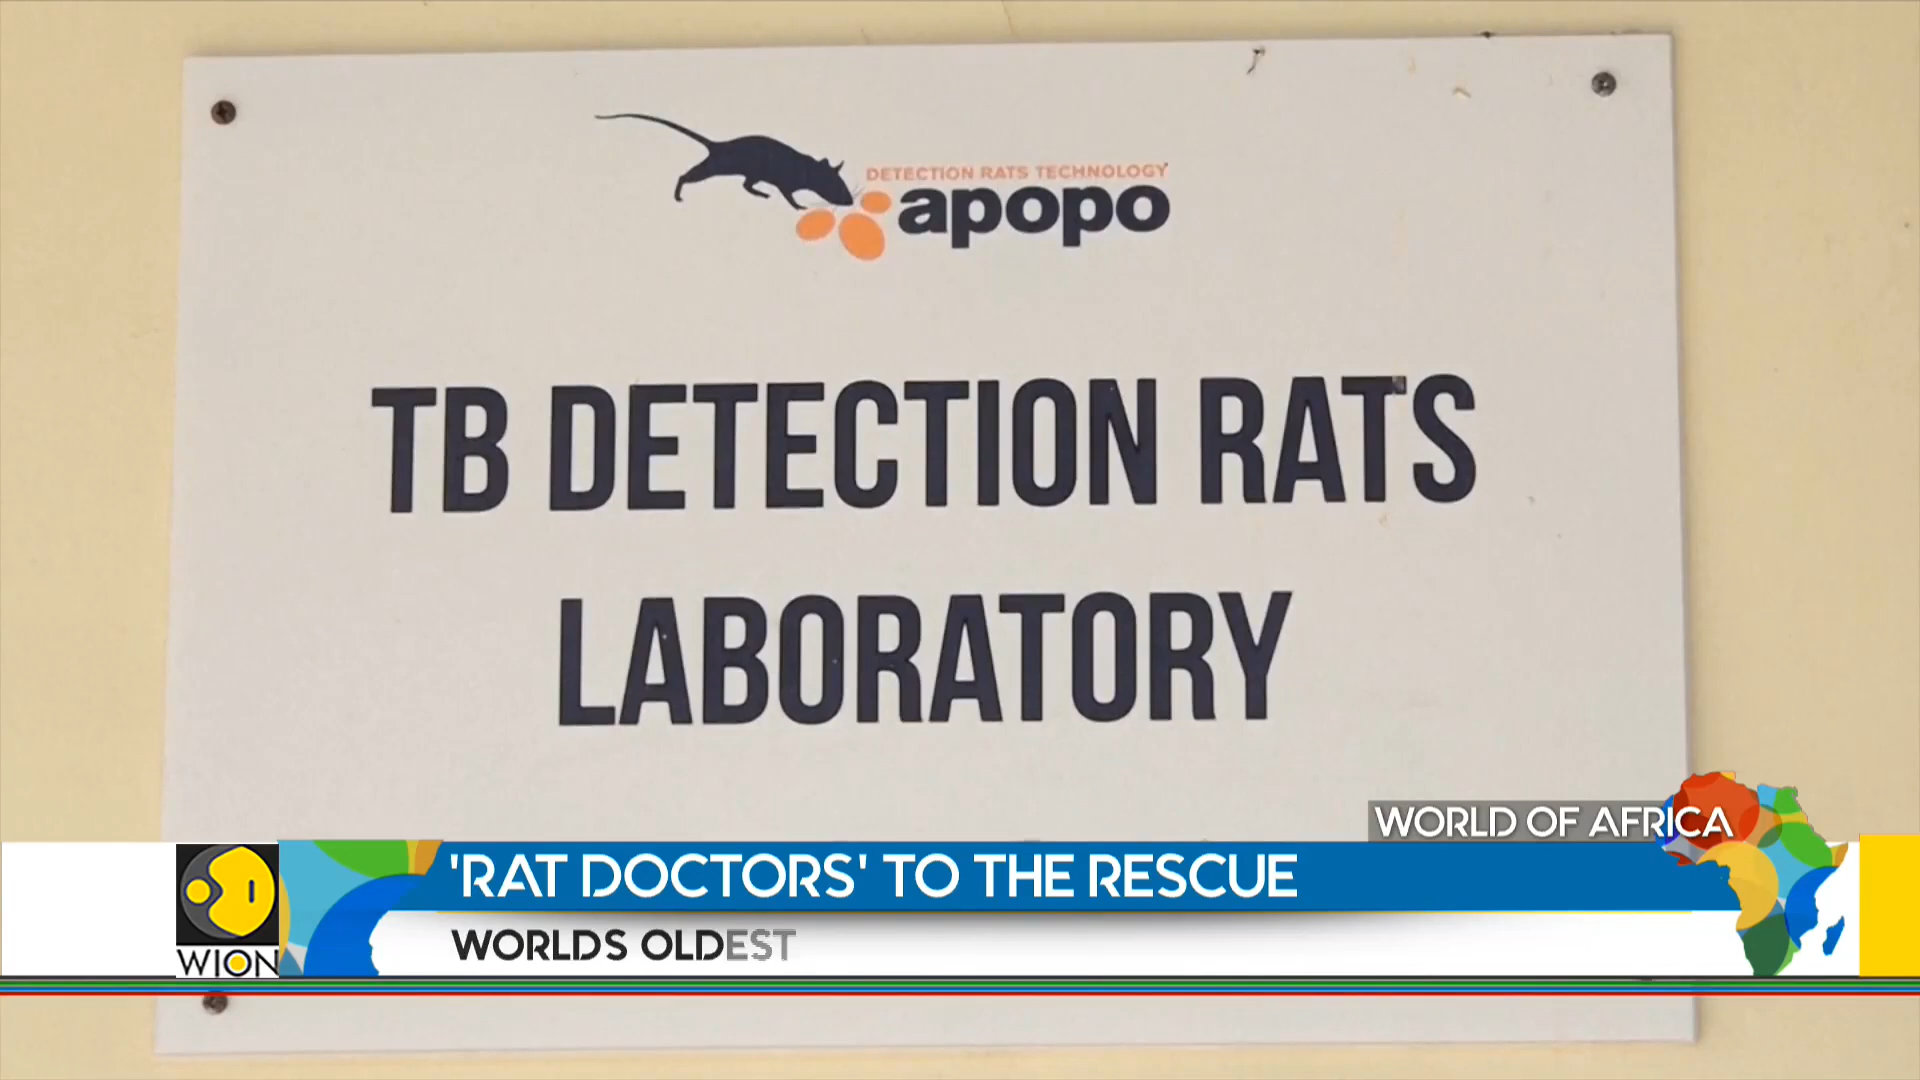 DETECTION RATS TECHNOLOGY
apopo
TB DETECTION RATS
LABORATORY
WORLD OF AFRICA
'RAT DOCTORS' TO THE RESCUE
WORLDS OLDEST
WION